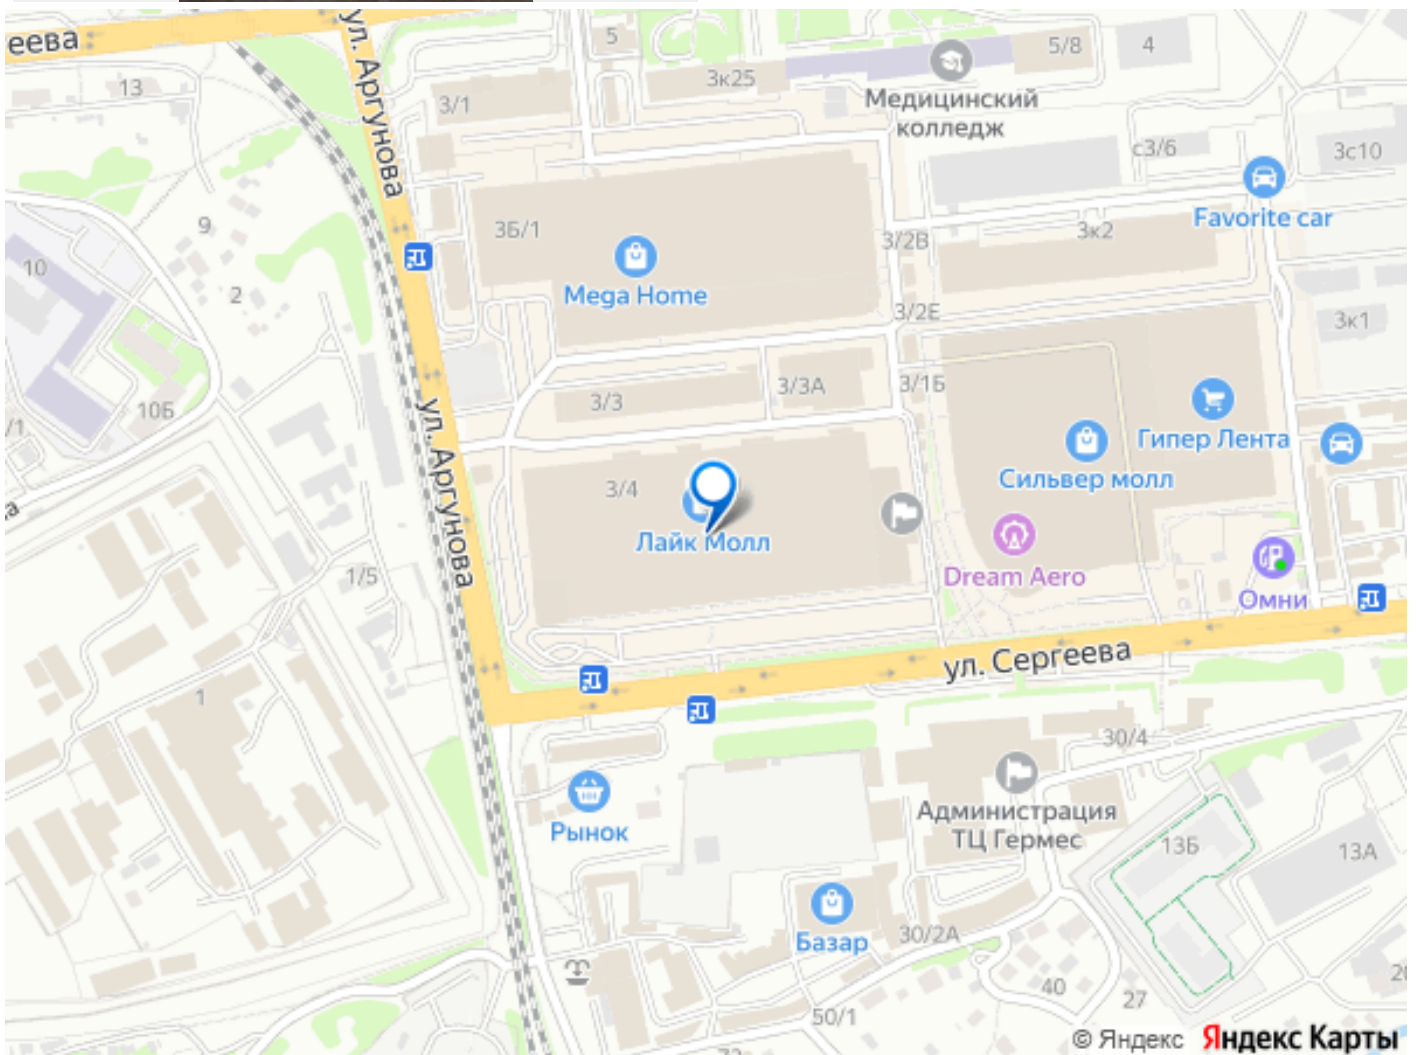 еева
ул. Аргунова
5
5/8
4
13
3/1
3к25
Медицинский
колледж
с3/6
3с10
9
3Б/1
3/2В
3к2
Favorite car
10
2
Mega Home
3/2Е
3к1
10Б
/1
3/3
3/3А
3/1Б
Гипер Лента
ул. Аргунова
3/4
Сильвер молл
а
Лайк Молл
1/5
Dream Aero
Омни
ул. Сергеева
1
30/4
Рынок
Администрация
ТЦ Гермес
13Б
13А
Базар
30/2А
40
27
50/1
© Яндекс Яндекс Карты